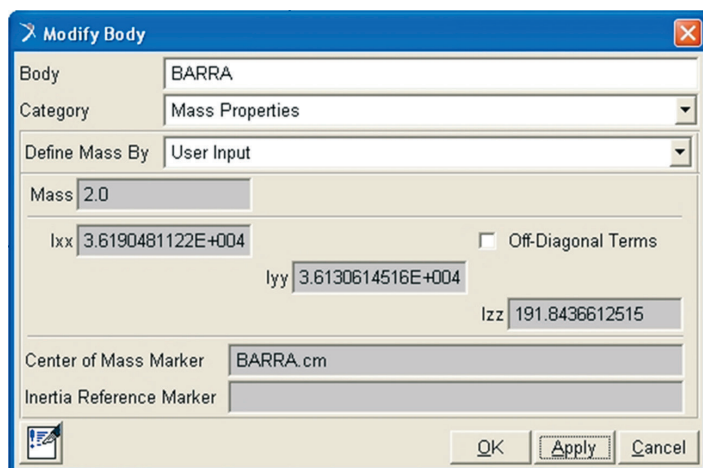 Modify Body
Body BARRA
Category Mass Properties
Define Mass By User Input
Mass 2.0
Ixx 3.6190481122E+004 Off-Diagonal Terms
Iyy 3.6130614516E+004
Izz 191.8436612515
Center of Mass Marker BARRA.cm
Inertia Reference Marker
OK Apply Cancel